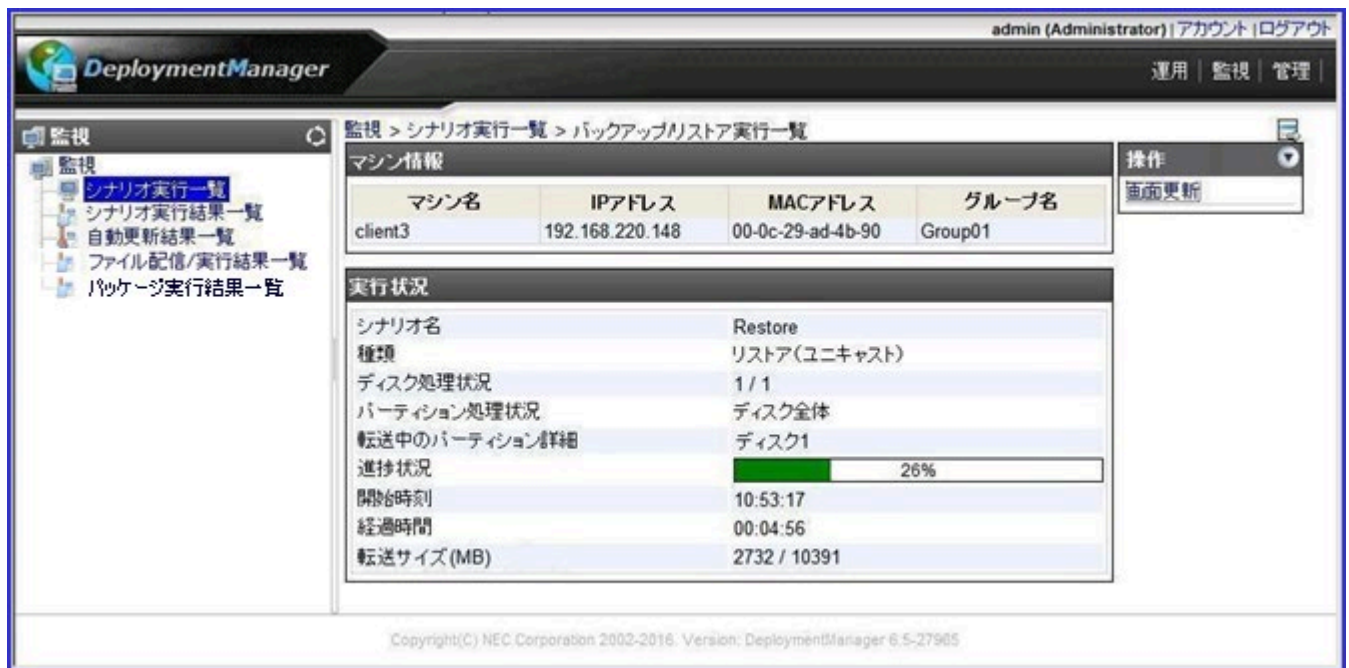 admin (Administrator) | アカウント | ログアウト
DeploymentManager
運用 | 監視 | 管理
監視
監視
シナリオ実行一覧
シナリオ実行結果一覧
自動更新結果一覧
ファイル配信/実行結果一覧
パッケージ実行結果一覧
監視 > シナリオ実行一覧 > バックアップ/リストア実行一覧
マシン情報
マシン名 IPアドレス MACアドレス グループ名
client3 192.168.220.148 00-0c-29-ad-4b-90 Group01
実行状況
シナリオ名 Restore
種類 リストア(ユニキャスト)
ディスク処理状況 1 / 1
パーティション処理状況 ディスク全体
転送中のパーティション詳細 ディスク1
進捗状況 26%
開始時刻 10:53:17
経過時間 00:04:56
転送サイズ(MB) 2732 / 10391
操作
画面更新
Copyright(C) NEC Corporation 2002-2016. Version: DeploymentManager 6.5-27965